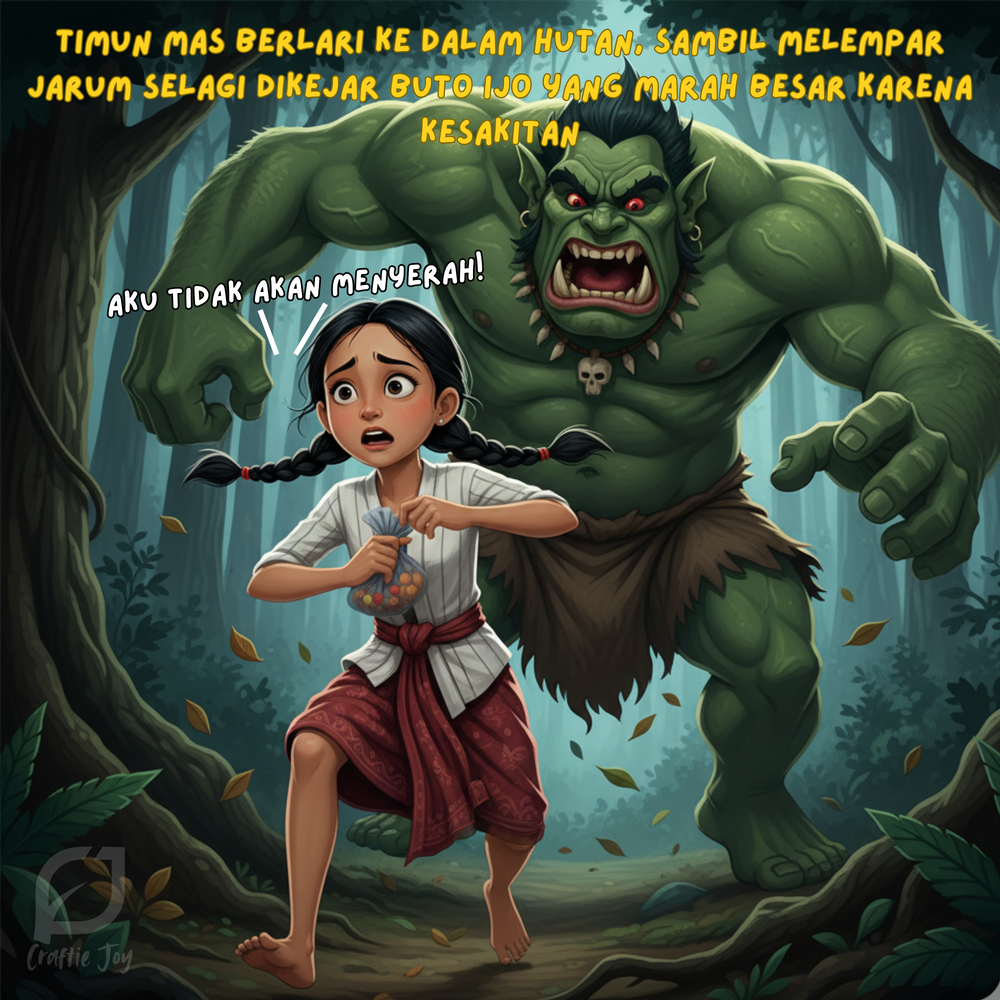 TIMUN MAS BERLARI KE DALAM HUTAN, SAMBIL MELEMPAR
JARUM SELAGI DIKEJAR BUTO IJO YANG MARAH BESAR KARENA
KESAKITAN
AKU TIDAK AKAN MENYERAH!
Craftie Joy